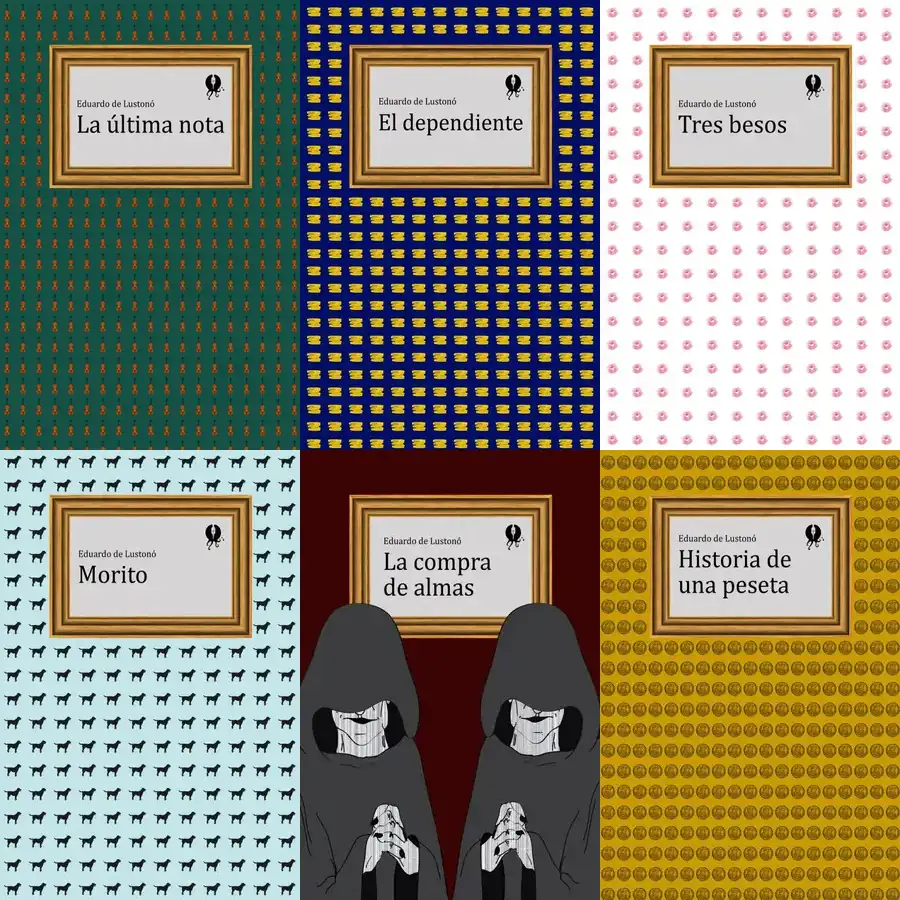 Eduardo de Lustonó
La última nota
Eduardo de Lustonó
El dependiente
Eduardo de Lustonó
Tres besos
Eduardo de Lustonó
Morito
Eduardo de Lustonó
La compra
de almas
Eduardo de Lustonó
Historia de
una peseta